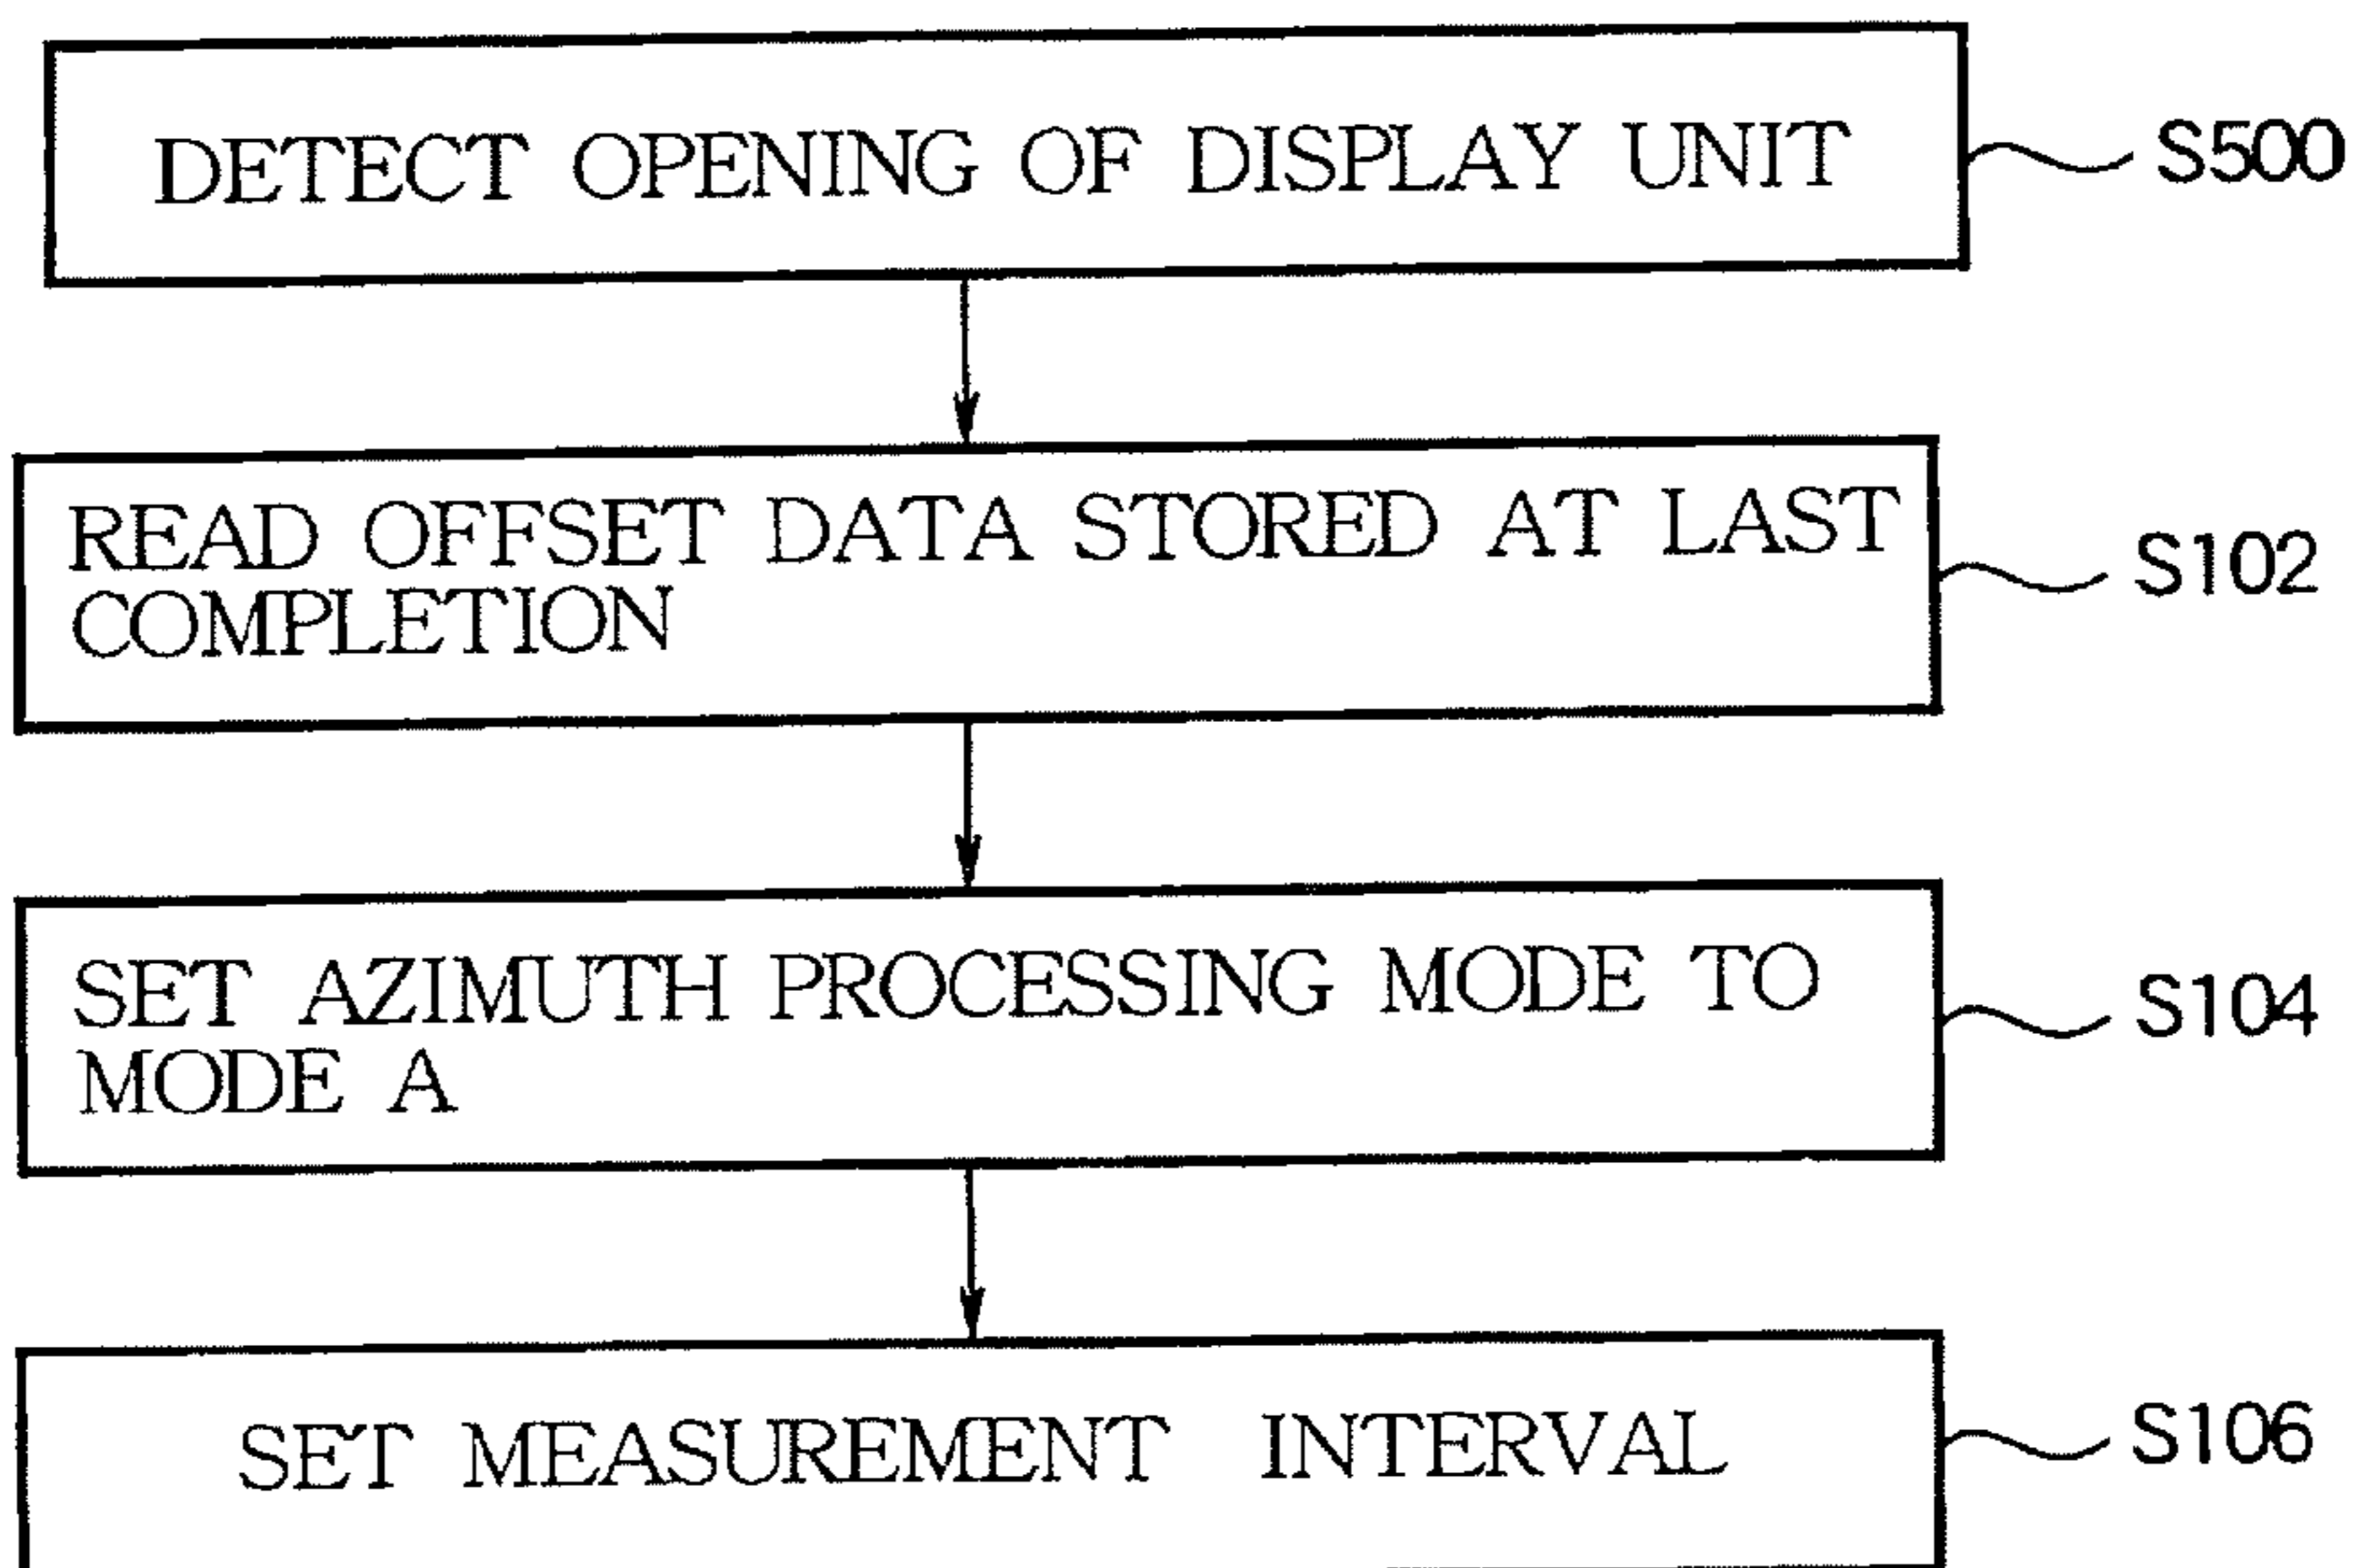 DETECT OPENING OF DISPLAY UNIT
S500
READ OFFSET DATA STORED AT LAST
COMPLETION
S102
SET AZIMUTH PROCESSING MODE TO
MODE A
S104
SET MEASUREMENT INTERVAL
S106